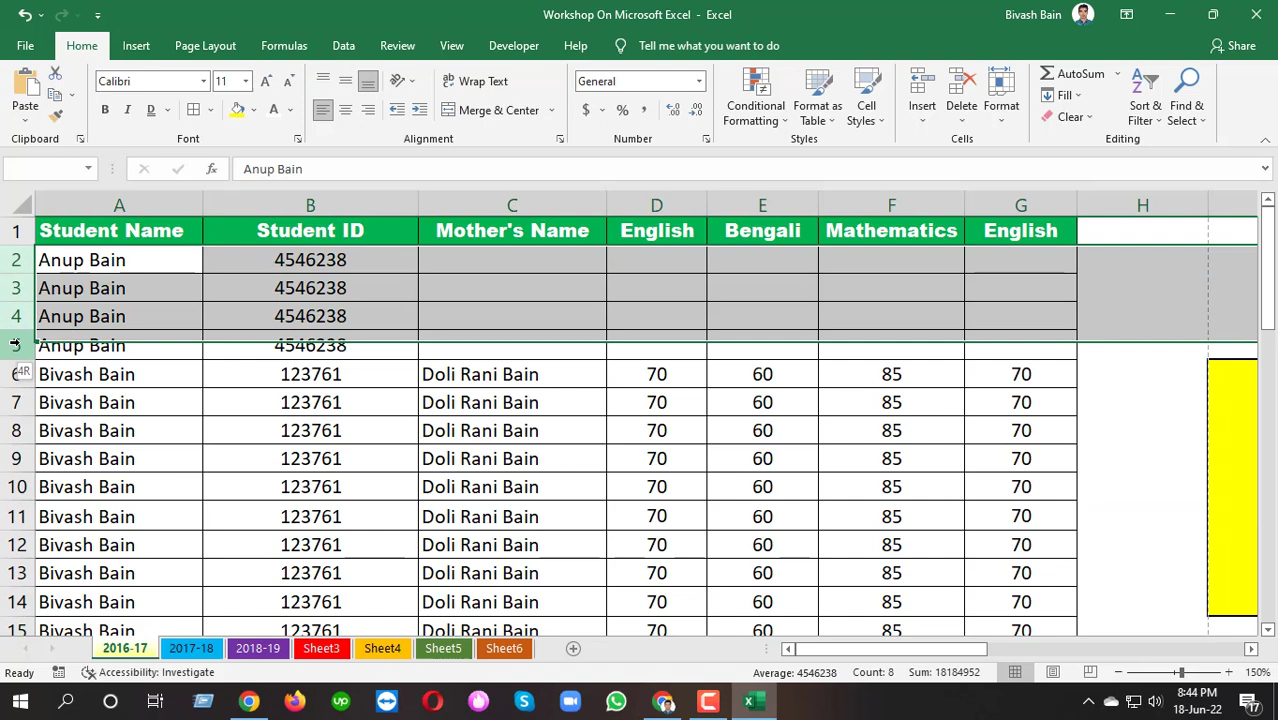 Workshop On Microsoft Excel - Excel
Bivash Bain
File Home Insert Page Layout Formulas Data Review View Developer Help Tell me what you want to do Share
Calibri 11 Wrap Text General AutoSum
Paste Merge & Center Conditional Formatting Format as Table Cell Styles Insert Delete Format Fill Clear Sort & Filter Find & Select
Clipboard Font Alignment Number Styles Cells Editing
Anup Bain
A B C D E F G H
1 Student Name Student ID Mother's Name English Bengali Mathematics English
2 Anup Bain 4546238
3 Anup Bain 4546238
4 Anup Bain 4546238
5 Anup Bain 4546238
4R
6 Bivash Bain 123761 Doli Rani Bain 70 60 85 70
7 Bivash Bain 123761 Doli Rani Bain 70 60 85 70
8 Bivash Bain 123761 Doli Rani Bain 70 60 85 70
9 Bivash Bain 123761 Doli Rani Bain 70 60 85 70
10 Bivash Bain 123761 Doli Rani Bain 70 60 85 70
11 Bivash Bain 123761 Doli Rani Bain 70 60 85 70
12 Bivash Bain 123761 Doli Rani Bain 70 60 85 70
13 Bivash Bain 123761 Doli Rani Bain 70 60 85 70
14 Bivash Bain 123761 Doli Rani Bain 70 60 85 70
15 Bivash Bain 123761 Doli Rani Bain 70 60 85 70
2016-17 2017-18 2018-19 Sheet3 Sheet4 Sheet5 Sheet6
Ready Accessibility: Investigate Average: 4546238 Count: 8 Sum: 18184952 150%
8:44 PM
18-Jun-22
17